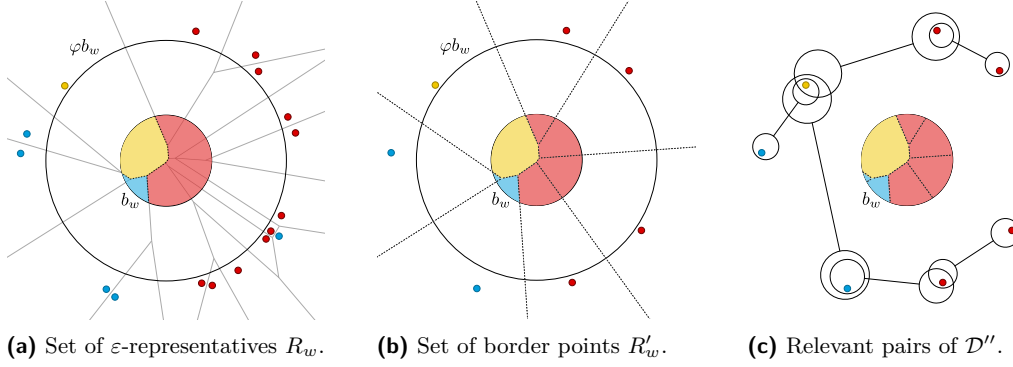 φb_w
φb_w
b_w
b_w
b_w
(a) Set of ε-representatives R_w.
(b) Set of border points R′_w.
(c) Relevant pairs of 𝒟″.